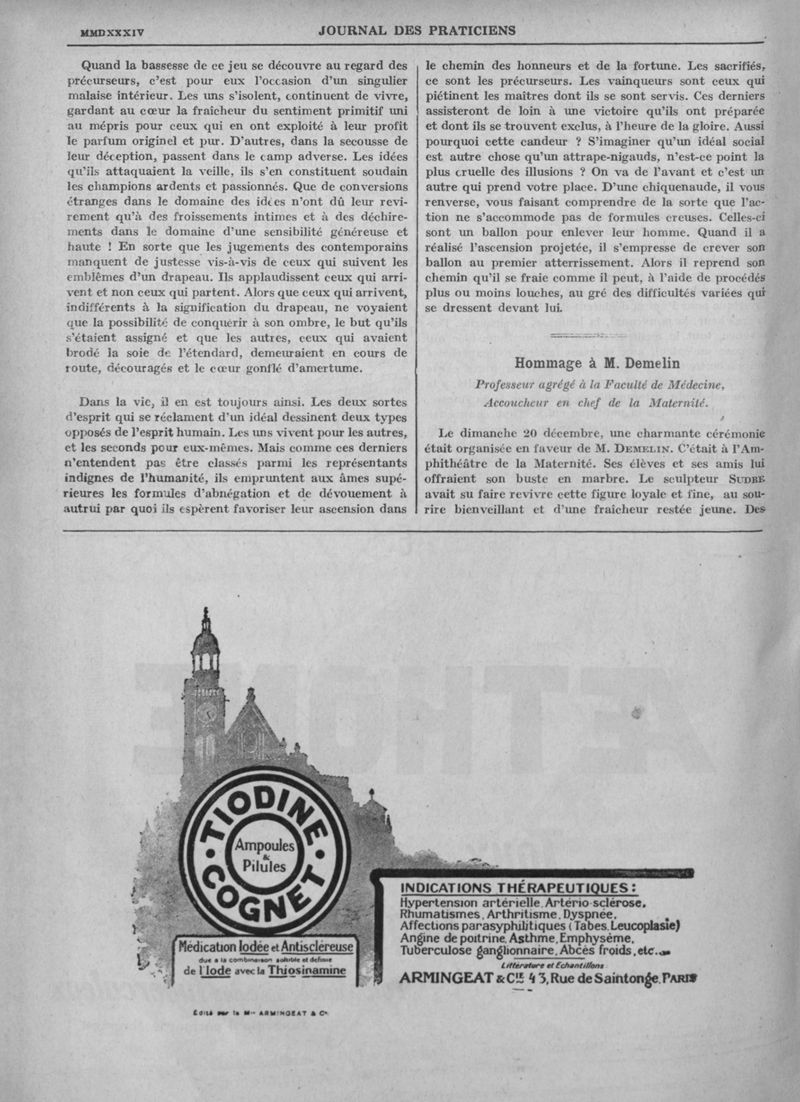 MMDXXXIV
JOURNAL DES PRATICIENS
Quand la bassesse de ce jeu se découvre au regard des
précurseurs, c'est pour eux l'occasion d'un singulier
malaise intérieur. Les uns s'isolent, continuent de vivre,
gardant au cœur la fraîcheur du sentiment primitif uni
au mépris pour ceux qui en ont exploité à leur profit
le parfum originel et pur. D'autres, dans la secousse de
leur déception, passent dans le camp adverse. Les idées
qu'ils attaquaient la veille, ils s'en constituent soudain
les champions ardents et passionnés. Que de conversions
étranges dans le domaine des idées n'ont dû leur revi-
rement qu'à des froissements intimes et à des déchire-
ments dans le domaine d'une sensibilité généreuse et
haute ! En sorte que les jugements des contemporains
manquent de justesse vis-à-vis de ceux qui suivent les
emblêmes d'un drapeau. Ils applaudissent ceux qui arri-
vent et non ceux qui partent. Alors que ceux qui arrivent,
indifférents à la signification du drapeau, ne voyaient
que la possibilité de conquérir à son ombre, le but qu'ils
s'étaient assigné et que les autres, ceux qui avaient
brodé la soie de l'étendard, demeuraient en cours de
route, découragés et le cœur gonflé d'amertume.
Dans la vie, il en est toujours ainsi. Les deux sortes
d'esprit qui se réclament d'un idéal dessinent deux types
opposés de l'esprit humain. Les uns vivent pour les autres,
et les seconds pour eux-mêmes. Mais comme ces derniers
n'entendent pas être classés parmi les représentants
indignes de l'humanité, ils empruntent aux âmes supé-
rieures les formules d'abnégation et de dévouement à
autrui par quoi ils espèrent favoriser leur ascension dans
le chemin des honneurs et de la fortune. Les sacrifiés,
ce sont les précurseurs. Les vainqueurs sont ceux qui
piétinent les maîtres dont ils se sont servis. Ces derniers
assisteront de loin à une victoire qu'ils ont préparée
et dont ils se trouvent exclus, à l'heure de la gloire. Aussi
pourquoi cette candeur ? S'imaginer qu'un idéal social
est autre chose qu'un attrape-nigauds, n'est-ce point la
plus cruelle des illusions ? On va de l'avant et c'est un
autre qui prend votre place. D'une chiquenaude, il vous
renverse, vous faisant comprendre de la sorte que l'ac-
tion ne s'accommode pas de formules creuses. Celles-ci
sont un ballon pour enlever leur homme. Quand il a
réalisé l'ascension projetée, il s'empresse de crever son
ballon au premier atterrissement. Alors il reprend son
chemin qu'il se fraie comme il peut, à l'aide de procédés
plus ou moins louches, au gré des difficultés variées qui
se dressent devant lui.
Hommage à M. Demelin
Professeur agrégé à la Faculté de Médecine,
Accoucheur en chef de la Maternité.
Le dimanche 20 décembre, une charmante cérémonie
était organisée en faveur de M. DEMELIN. C'était à l'Am-
phithéâtre de la Maternité. Ses élèves et ses amis lui
offraient son buste en marbre. Le sculpteur SUDRE
avait su faire revivre cette figure loyale et fine, au sou-
rire bienveillant et d'une fraîcheur restée jeune. Des
TIODINE
COGNET
Ampoules
&
Pilules
Médication Iodée et Antiscléreuse
due a la combinaison soluble et définie
de l'Iode avec la Thiosinamine
INDICATIONS THÉRAPEUTIQUES :
Hypertension artérielle, Artério-sclérose,
Rhumatismes, Arthritisme, Dyspnée,
Affections parasyphilitiques (Tabes, Leucoplasie)
Angine de poitrine, Asthme, Emphysème,
Tuberculose ganglionnaire, Abcès froids, etc...
Littérature et Echantillons
ARMINGEAT & Cie 43, Rue de Saintonge, PARIS
Édité par la Mon ARMINGEAT & Cie